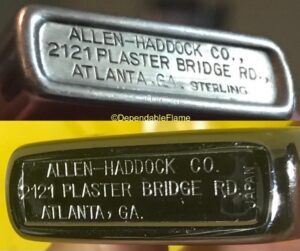 ALLEN-HADDOCK CO.,
2121 PLASTER BRIDGE RD.,
ATLANTA, GA. STERLING
©DependableFlame
ALLEN-HADDOCK CO.
2121 PLASTER BRIDGE RD.
ATLANTA, GA.
JAPAN